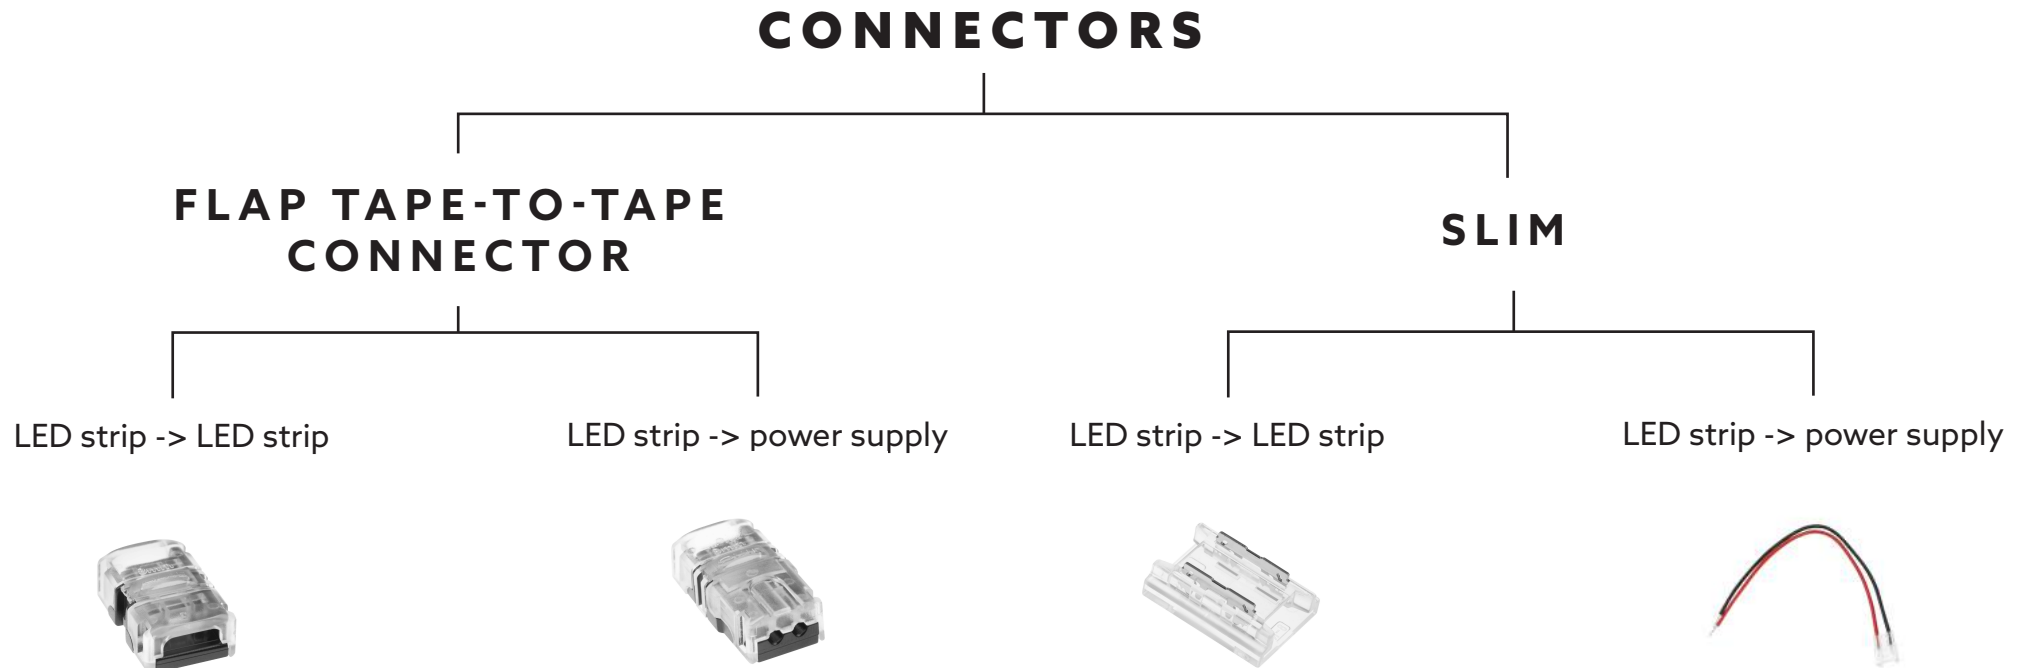 CONNECTORS
FLAP TAPE-TO-TAPE
CONNECTOR
SLIM
LED strip -> LED strip
LED strip -> power supply
LED strip -> LED strip
LED strip -> power supply